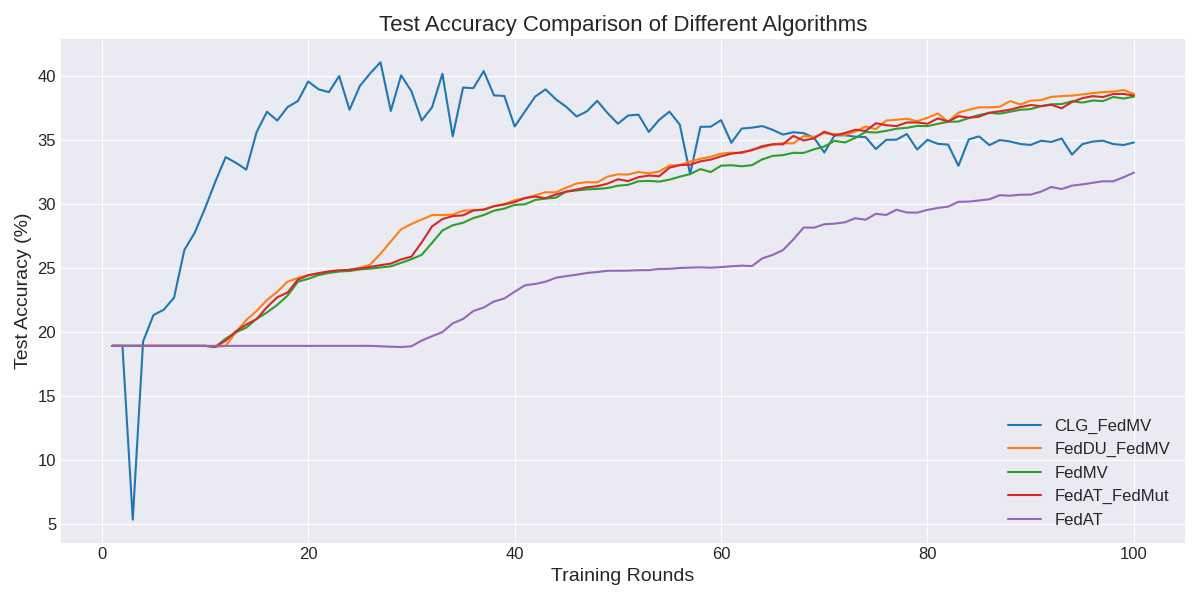 Test Accuracy Comparison of Different Algorithms
Test Accuracy (%)
40
35
30
25
20
15
10
5
CLG_FedMV
FedDU_FedMV
FedMV
FedAT_FedMut
FedAT
0 20 40 60 80 100
Training Rounds